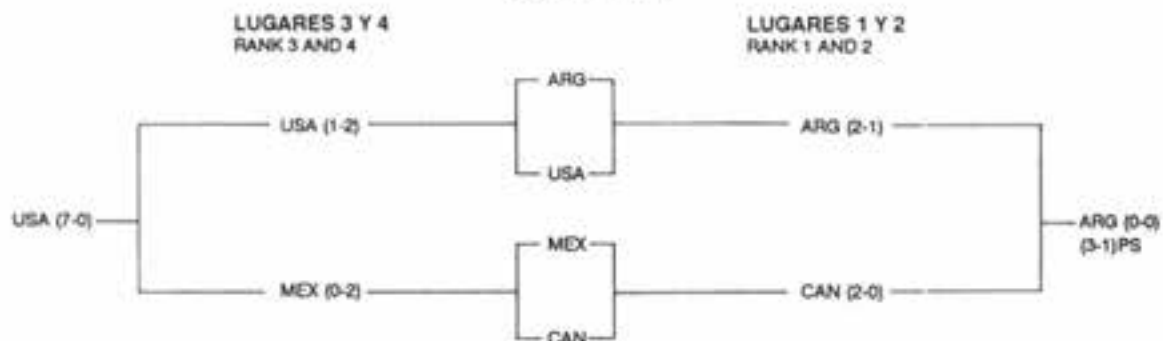 LUGARES 3 Y 4
RANK 3 AND 4
LUGARES 1 Y 2
RANK 1 AND 2
ARG
USA (1-2)
ARG (2-1)
USA
USA (7-0)
MEX
ARG (0-0)
(3-1)PS
MEX (0-2)
CAN (2-0)
CAN